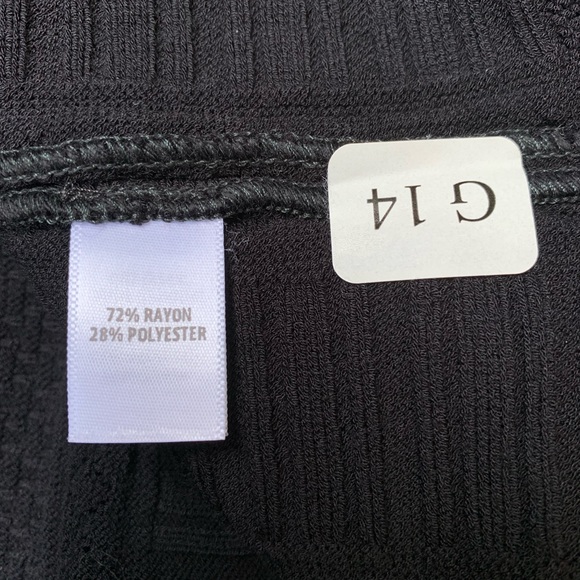 G 14
72% RAYON
28% POLYESTER